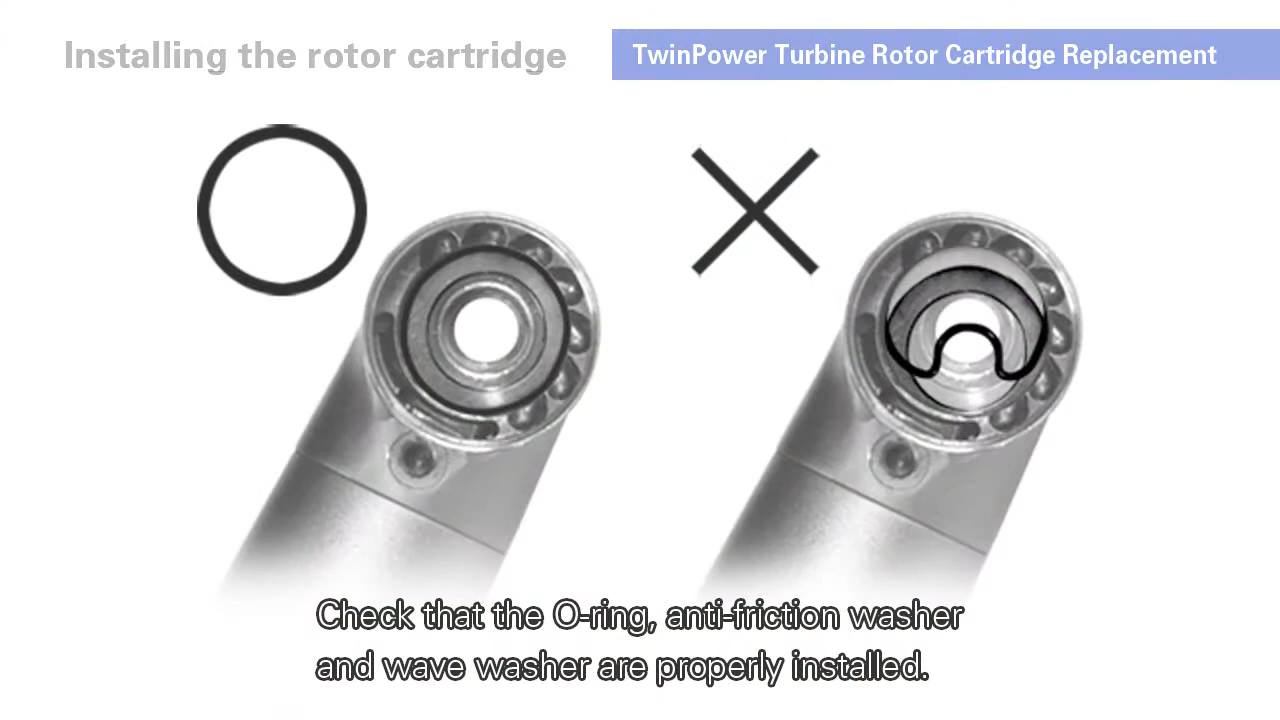 Installing the rotor cartridge
TwinPower Turbine Rotor Cartridge Replacement
Check that the O-ring, anti-friction washer
and wave washer are properly installed.